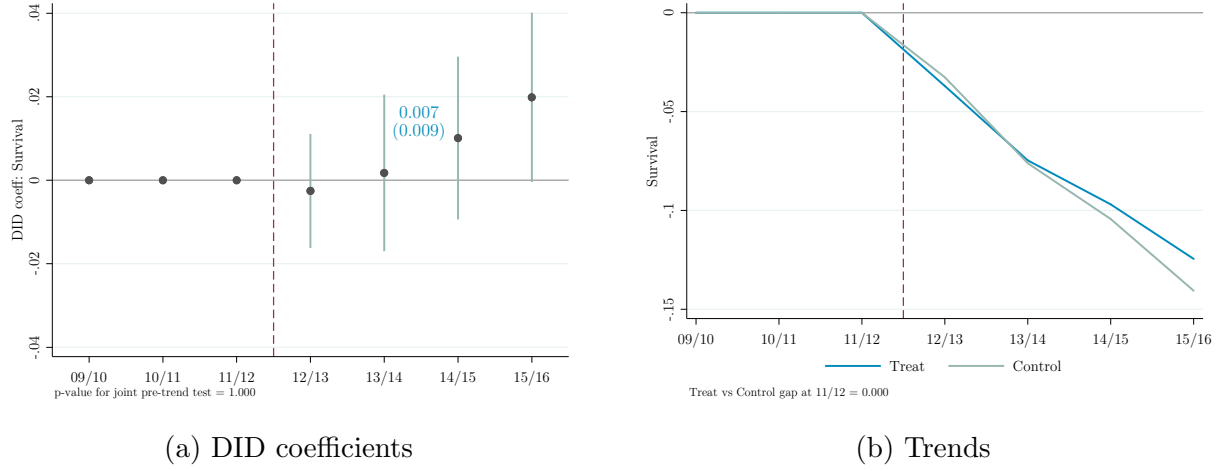 DID coeff: Survival
.04
.02
0
-.02
-.04
0.007
(0.009)
09/10 10/11 11/12 12/13 13/14 14/15 15/16
p-value for joint pre-trend test = 1.000
(a) DID coefficients
Survival
0
-.05
-.1
-.15
09/10 10/11 11/12 12/13 13/14 14/15 15/16
Treat Control
Treat vs Control gap at 11/12 = 0.000
(b) Trends